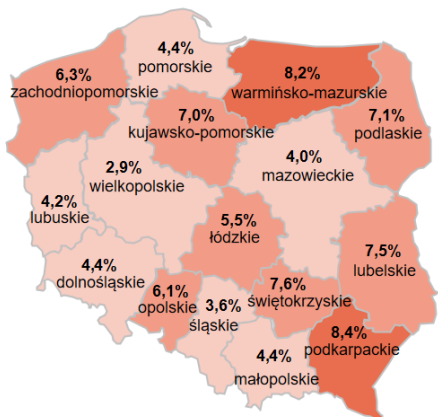 4,4%
pomorskie
6,3%
zachodniopomorskie
8,2%
warmińsko-mazurskie
7,0%
kujawsko-pomorskie
7,1%
podlaskie
2,9%
wielkopolskie
4,0%
mazowieckie
4,2%
lubuskie
5,5%
łódzkie
7,5%
lubelskie
4,4%
dolnośląskie
6,1%
opolskie
3,6%
śląskie
7,6%
świętokrzyskie
8,4%
podkarpackie
4,4%
małopolskie